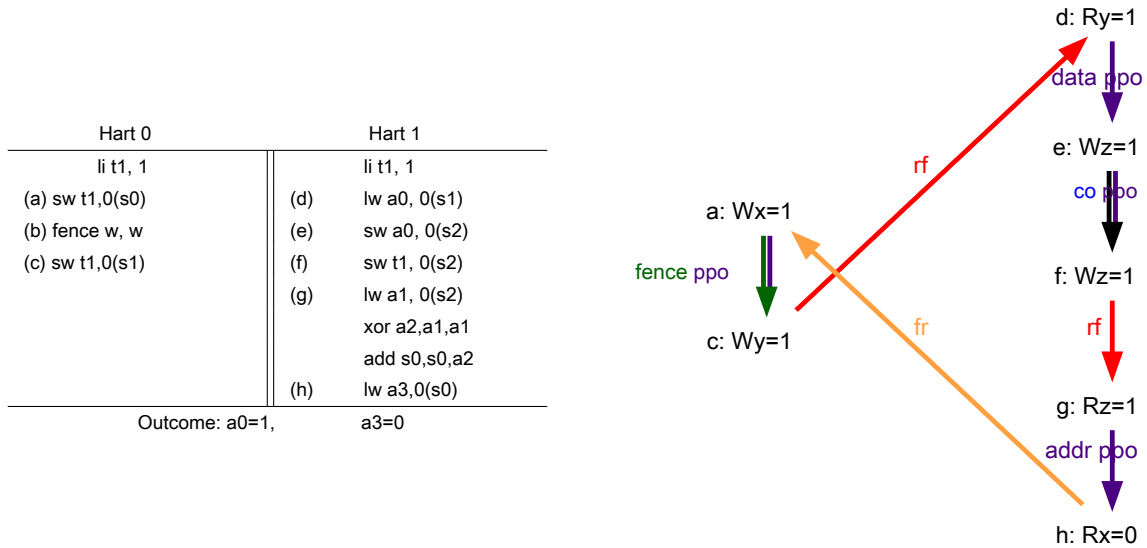 Hart 0 Hart 1
li t1, 1 li t1, 1
(a) sw t1,0(s0) (d) lw a0, 0(s1)
(b) fence w, w (e) sw a0, 0(s2)
(c) sw t1,0(s1) (f) sw t1, 0(s2)
(g) lw a1, 0(s2)
xor a2,a1,a1
add s0,s0,a2
(h) lw a3,0(s0)
Outcome: a0=1, a3=0
d: Ry=1
data ppo
rf
e: Wz=1
co ppo
a: Wx=1
fence ppo
f: Wz=1
fr
rf
c: Wy=1
g: Rz=1
addr ppo
h: Rx=0